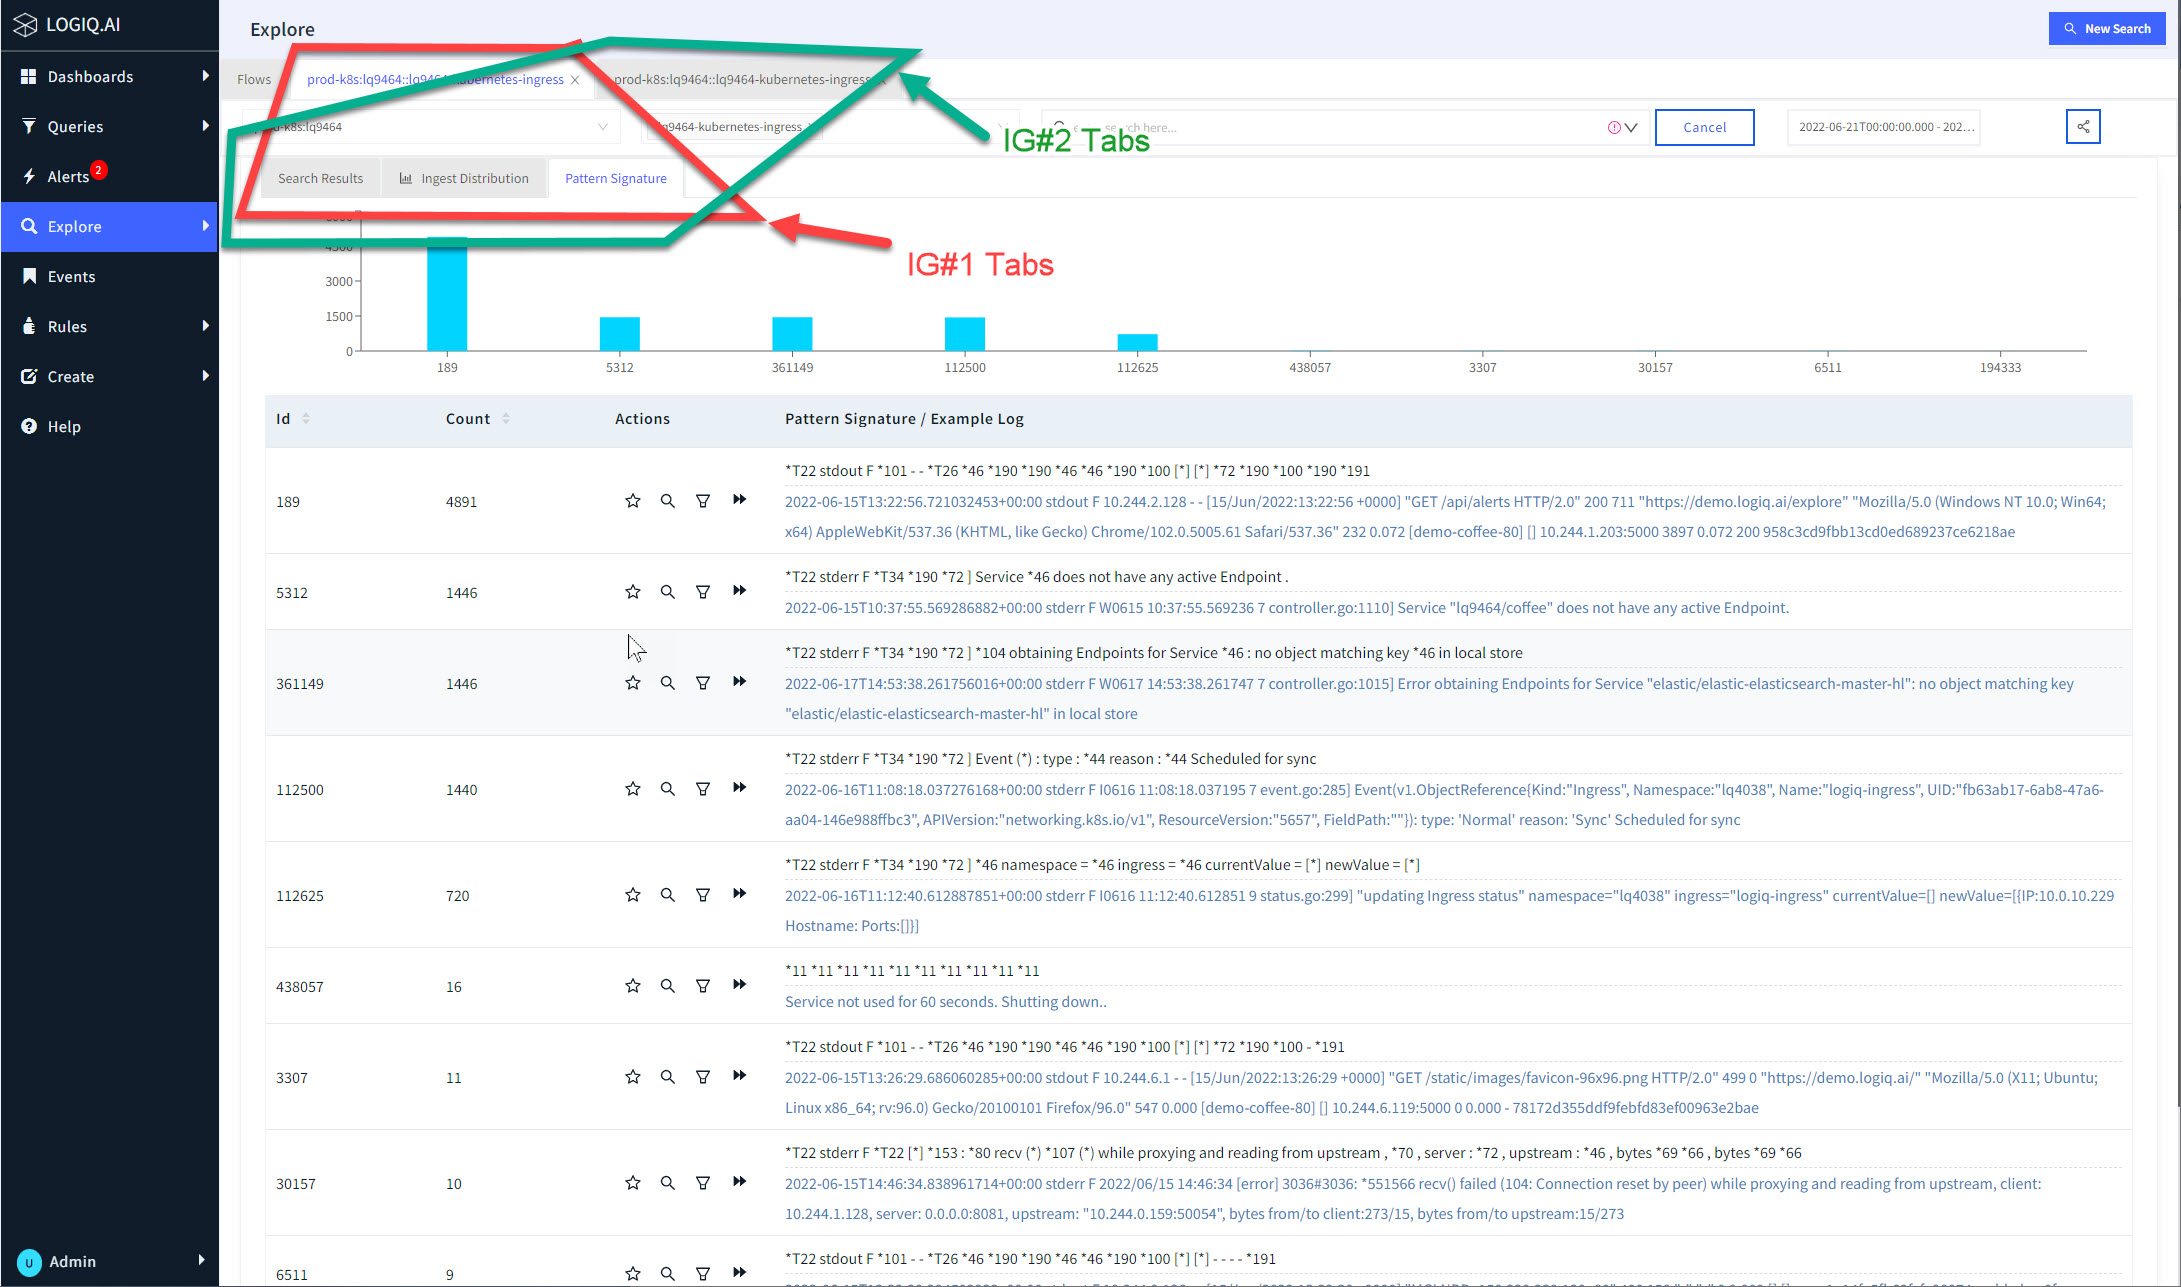 LOGIQ.AI
Dashboards
Queries
Alerts 2
Explore
Events
Rules
Create
Help
U Admin
Explore
New Search
Flows
prod-k8s:lq9464::lq9464-kubernetes-ingress
prod-k8s:lq9464::lq9464-kubernetes-ingress
prod-k8s:lq9464
lq9464-kubernetes-ingress
search here...
Cancel
2022-06-21T00:00:00.000 - 202...
IG#2 Tabs
Search Results
Ingest Distribution
Pattern Signature
IG#1 Tabs
4500
3000
1500
0
189 5312 361149 112500 112625 438057 3307 30157 6511 194333
Id Count Actions Pattern Signature / Example Log
*T22 stdout F *101 - - *T26 *46 *190 *190 *46 *46 *190 *100 [*] [*] *72 *190 *100 *190 *191
189 4891
2022-06-15T13:22:56.721032453+00:00 stdout F 10.244.2.128 - - [15/Jun/2022:13:22:56 +0000] "GET /api/alerts HTTP/2.0" 200 711 "https://demo.logiq.ai/explore" "Mozilla/5.0 (Windows NT 10.0; Win64;
x64) AppleWebKit/537.36 (KHTML, like Gecko) Chrome/102.0.5005.61 Safari/537.36" 232 0.072 [demo-coffee-80] [] 10.244.1.203:5000 3897 0.072 200 958c3cd9fbb13cd0ed689237ce6218ae
*T22 stderr F *T34 *190 *72 ] Service *46 does not have any active Endpoint .
5312 1446
2022-06-15T10:37:55.569286882+00:00 stderr F W0615 10:37:55.569236 7 controller.go:1110] Service "lq9464/coffee" does not have any active Endpoint.
*T22 stderr F *T34 *190 *72 ] *104 obtaining Endpoints for Service *46 : no object matching key *46 in local store
361149 1446
2022-06-17T14:53:38.261756016+00:00 stderr F W0617 14:53:38.261747 7 controller.go:1015] Error obtaining Endpoints for Service "elastic/elastic-elasticsearch-master-hl": no object matching key
"elastic/elastic-elasticsearch-master-hl" in local store
*T22 stderr F *T34 *190 *72 ] Event (*) : type : *44 reason : *44 Scheduled for sync
112500 1440
2022-06-16T11:08:18.037276168+00:00 stderr F I0616 11:08:18.037195 7 event.go:285] Event(v1.ObjectReference{Kind:"Ingress", Namespace:"lq4038", Name:"logiq-ingress", UID:"fb63ab17-6ab8-47a6-
aa04-146e988ffbc3", APIVersion:"networking.k8s.io/v1", ResourceVersion:"5657", FieldPath:""}): type: 'Normal' reason: 'Sync' Scheduled for sync
*T22 stderr F *T34 *190 *72 ] *46 namespace = *46 ingress = *46 currentValue = [*] newValue = [*]
112625 720
2022-06-16T11:12:40.612887851+00:00 stderr F I0616 11:12:40.612851 9 status.go:299] "updating Ingress status" namespace="lq4038" ingress="logiq-ingress" currentValue=[] newValue=[{IP:10.0.10.229
Hostname: Ports:[]}]
*11 *11 *11 *11 *11 *11 *11 *11 *11 *11
438057 16
Service not used for 60 seconds. Shutting down..
*T22 stdout F *101 - - *T26 *46 *190 *190 *46 *46 *190 *100 [*] [*] *72 *190 *100 - *191
3307 11
2022-06-15T13:26:29.686060285+00:00 stdout F 10.244.6.1 - - [15/Jun/2022:13:26:29 +0000] "GET /static/images/favicon-96x96.png HTTP/2.0" 499 0 "https://demo.logiq.ai/" "Mozilla/5.0 (X11; Ubuntu;
Linux x86_64; rv:96.0) Gecko/20100101 Firefox/96.0" 547 0.000 [demo-coffee-80] [] 10.244.6.119:5000 0 0.000 - 78172d355ddf9febfd83ef00963e2bae
*T22 stderr F *T22 [*] *153 : *80 recv (*) *107 (*) while proxying and reading from upstream , *70 , server : *72 , upstream : *46 , bytes *69 *66 , bytes *69 *66
30157 10
2022-06-15T14:46:34.838961714+00:00 stderr F 2022/06/15 14:46:34 [error] 3036#3036: *551566 recv() failed (104: Connection reset by peer) while proxying and reading from upstream, client:
10.244.1.128, server: 0.0.0.0:8081, upstream: "10.244.0.159:50054", bytes from/to client:273/15, bytes from/to upstream:15/273
*T22 stdout F *101 - - *T26 *46 *190 *190 *46 *46 *190 *100 [*] [*] - - - - *191
6511 9